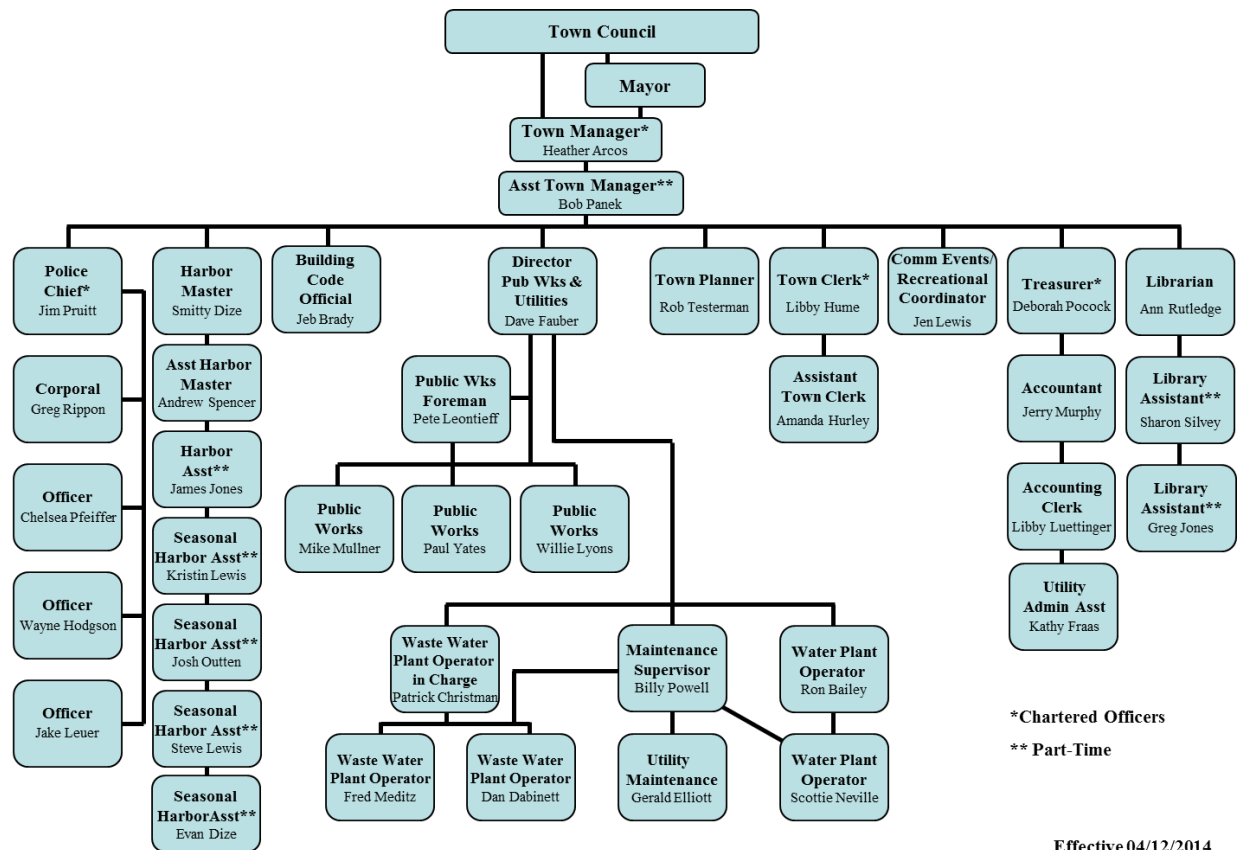 Town Council
Mayor
Town Manager*
Heather Arcos
Asst Town Manager**
Bob Panek
Police
Chief*
Jim Pruitt
Harbor
Master
Smitty Dize
Building
Code
Official
Jeb Brady
Director
Pub Wks &
Utilities
Dave Fauber
Town Planner
Rob Testerman
Town Clerk*
Libby Hume
Comm Events/
Recreational
Coordinator
Jen Lewis
Treasurer*
Deborah Pocock
Librarian
Ann Rutledge
Corporal
Greg Rippon
Asst Harbor
Master
Andrew Spencer
Public Wks
Foreman
Pete Leontieff
Assistant
Town Clerk
Amanda Hurley
Accountant
Jerry Murphy
Library
Assistant**
Sharon Silvey
Harbor
Asst**
James Jones
Officer
Chelsea Pfeiffer
Public
Works
Mike Mullner
Public
Works
Paul Yates
Public
Works
Willie Lyons
Accounting
Clerk
Libby Luettinger
Library
Assistant**
Greg Jones
Seasonal
Harbor Asst**
Kristin Lewis
Officer
Wayne Hodgson
Utility
Admin Asst
Kathy Fraas
Seasonal
Harbor Asst**
Josh Outten
Waste Water
Plant Operator
in Charge
Patrick Christman
Maintenance
Supervisor
Billy Powell
Water Plant
Operator
Ron Bailey
Officer
Jake Leuer
Seasonal
Harbor Asst**
Steve Lewis
*Chartered Officers
** Part-Time
Waste Water
Plant Operator
Fred Meditz
Waste Water
Plant Operator
Dan Dabinett
Utility
Maintenance
Gerald Elliott
Water Plant
Operator
Scottie Neville
Seasonal
HarborAsst**
Evan Dize
Effective 04/12/2014